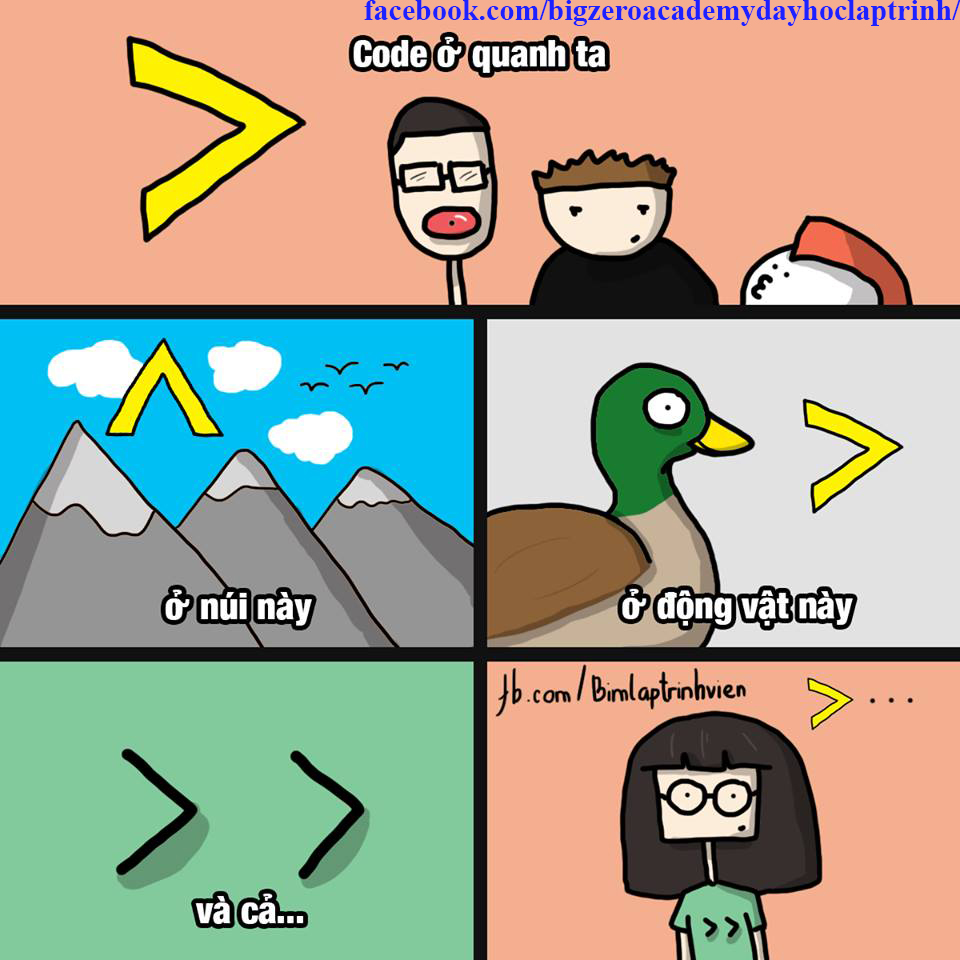 facebook.com/bigzeroacademydayhoclaptrinh/
Code ở quanh ta
>
ở núi này
ở động vật này
>
> >
và cả...
fb.com/Bimlaptrinhvien
> ...
> >